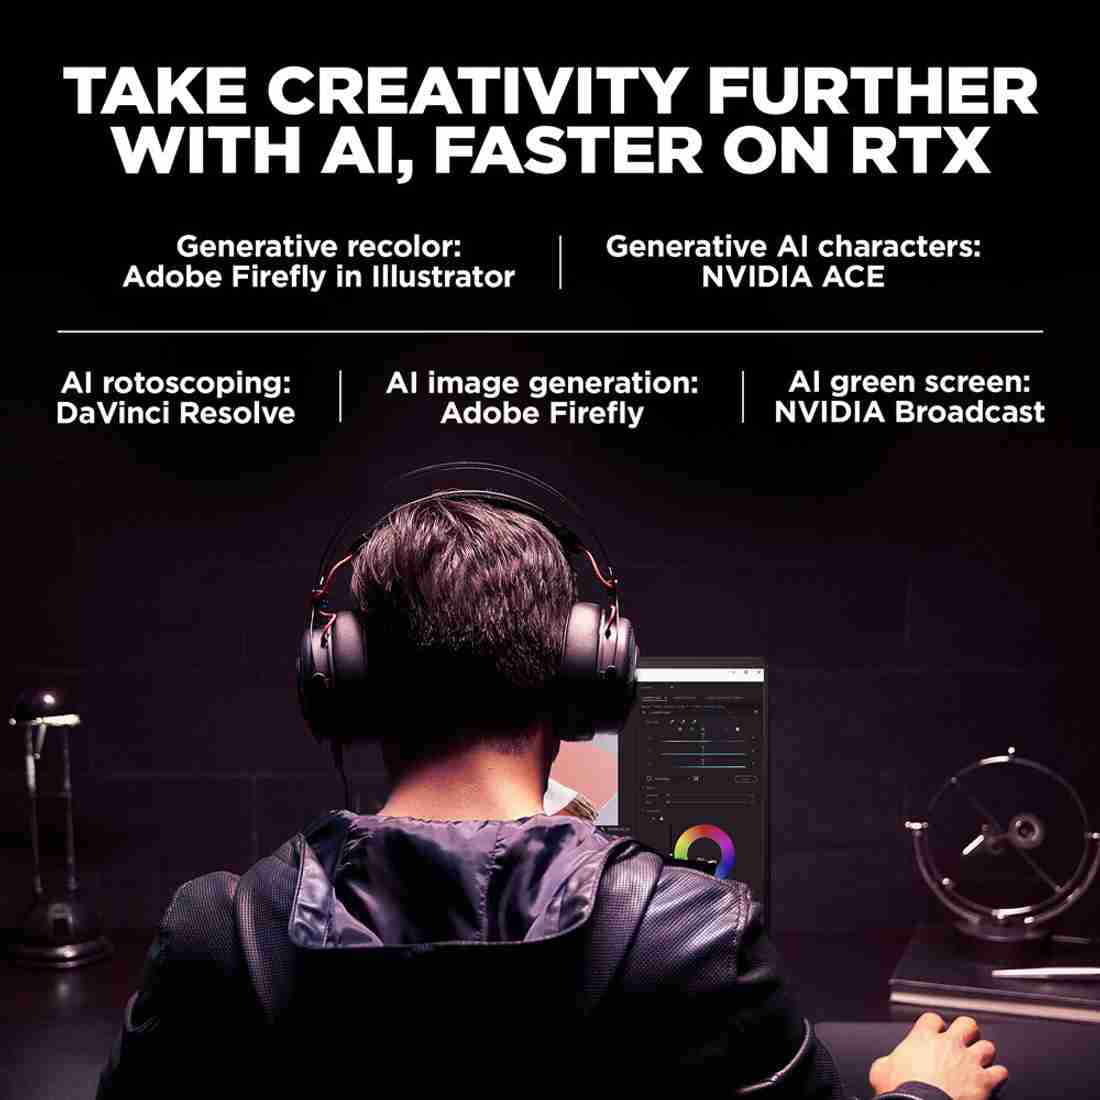 TAKE CREATIVITY FURTHER
WITH AI, FASTER ON RTX
Generative recolor:
Adobe Firefly in Illustrator
Generative AI characters:
NVIDIA ACE
AI rotoscoping:
DaVinci Resolve
AI image generation:
Adobe Firefly
AI green screen:
NVIDIA Broadcast